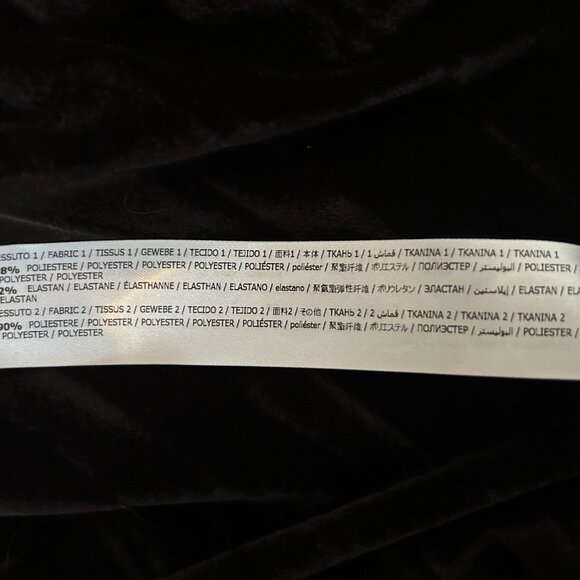 ESSUTO 1 / FABRIC 1 / TISSUS 1 / GEWEBE 1 / TECIDO 1 / TEJIDO 1 / 面料1 / 本体 / TKAHb 1 / قماش 1 / TKANINA 1 / TKANINA 1 / TKANINA 1
8% POLIESTERE / POLYESTER / POLYESTER / POLYESTER / POLIÉSTER / poliéster / 聚酯纤维 / ポリエステル / ПОЛИЭСТЕР / البوليستر / POLIESTER /
POLYESTER / POLYESTER
2% ELASTAN / ELASTANE / ÉLASTHANNE / ELASTHAN / ELASTANO / elastano / 聚氨酯弹性纤维 / ポリウレタン / ЭЛАСТАН / إيلاستين / ELASTAN / ELA
ELASTAN
ESSUTO 2 / FABRIC 2 / TISSUS 2 / GEWEBE 2 / TECIDO 2 / TEJIDO 2 / 面料2 / その他 / TKAHb 2 / قماش 2 / TKANINA 2 / TKANINA 2 / TKANINA 2
00% POLIESTERE / POLYESTER / POLYESTER / POLYESTER / POLIÉSTER / poliéster / 聚酯纤维 / ポリエステル / ПОЛИЭСТЕР / البوليستر / POLIESTER /
POLYESTER / POLYESTER